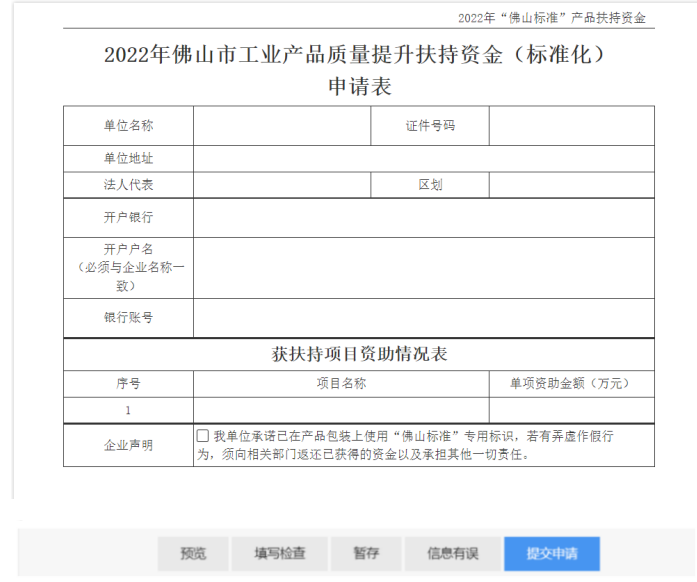 2022年“佛山标准”产品扶持资金
2022年佛山市工业产品质量提升扶持资金（标准化）
申请表
单位名称 证件号码
单位地址
法人代表 区划
开户银行
开户户名
（必须与企业名称一
致）
银行账号
获扶持项目资助情况表
序号 项目名称 单项资助金额（万元）
1
企业声明
我单位承诺已在产品包装上使用“佛山标准”专用标识，若有弄虚作假行
为，须向相关部门返还已获得的资金以及承担其他一切责任。
预览 填写检查 暂存 信息有误 提交申请